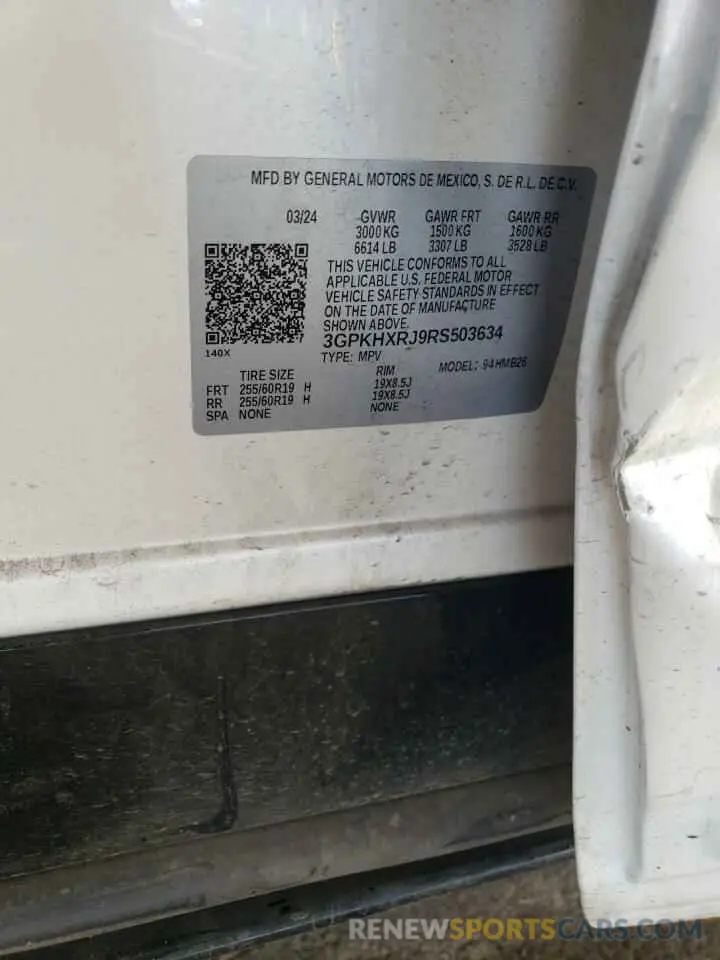 MFD BY GENERAL MOTORS DE MEXICO, S. DE R.L. DE C.V.
03/24 GVWR GAWR FRT GAWR RR
3000 KG 1500 KG 1600 KG
6614 LB 3307 LB 3528 LB
THIS VEHICLE CONFORMS TO ALL
APPLICABLE U.S. FEDERAL MOTOR
VEHICLE SAFETY STANDARDS IN EFFECT
ON THE DATE OF MANUFACTURE
SHOWN ABOVE.
3GPKHXRJ9RS503634
140X
TYPE: MPV MODEL: 94HMB26
TIRE SIZE RIM
FRT 255/60R19 H 19X8.5J
RR 255/60R19 H 19X8.5J
SPA NONE NONE
RENEWSPORTSCARS.COM